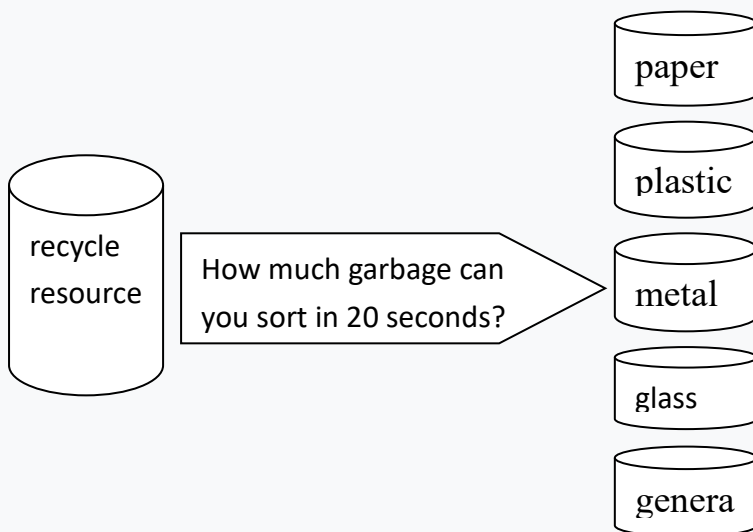 recycle
resource
How much garbage can
you sort in 20 seconds?
paper
plastic
metal
glass
genera